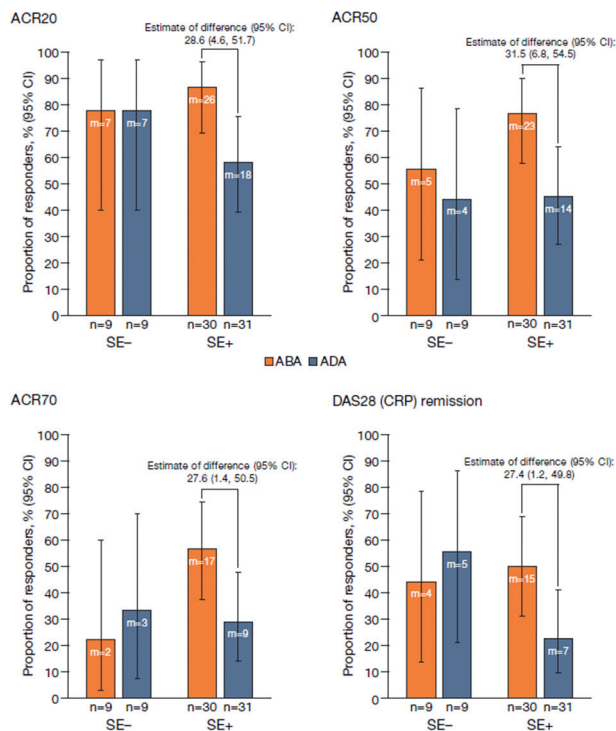 ACR20
Estimate of difference (95% CI):
28.6 (4.6, 51.7)
Proportion of responders, % (95% CI)
100
90
80
70
60
50
40
30
20
10
0
m=7
m=7
m=26
m=18
n=9 n=9 n=30 n=31
SE– SE+
ACR50
Estimate of difference (95% CI):
31.5 (6.8, 54.5)
Proportion of responders, % (95% CI)
100
90
80
70
60
50
40
30
20
10
0
m=5
m=4
m=23
m=14
n=9 n=9 n=30 n=31
SE– SE+
ABA ADA
ACR70
Estimate of difference (95% CI):
27.6 (1.4, 50.5)
Proportion of responders, % (95% CI)
100
90
80
70
60
50
40
30
20
10
0
m=2
m=3
m=17
m=9
n=9 n=9 n=30 n=31
SE– SE+
DAS28 (CRP) remission
Estimate of difference (95% CI):
27.4 (1.2, 49.8)
Proportion of responders, % (95% CI)
100
90
80
70
60
50
40
30
20
10
0
m=4
m=5
m=15
m=7
n=9 n=9 n=30 n=31
SE– SE+